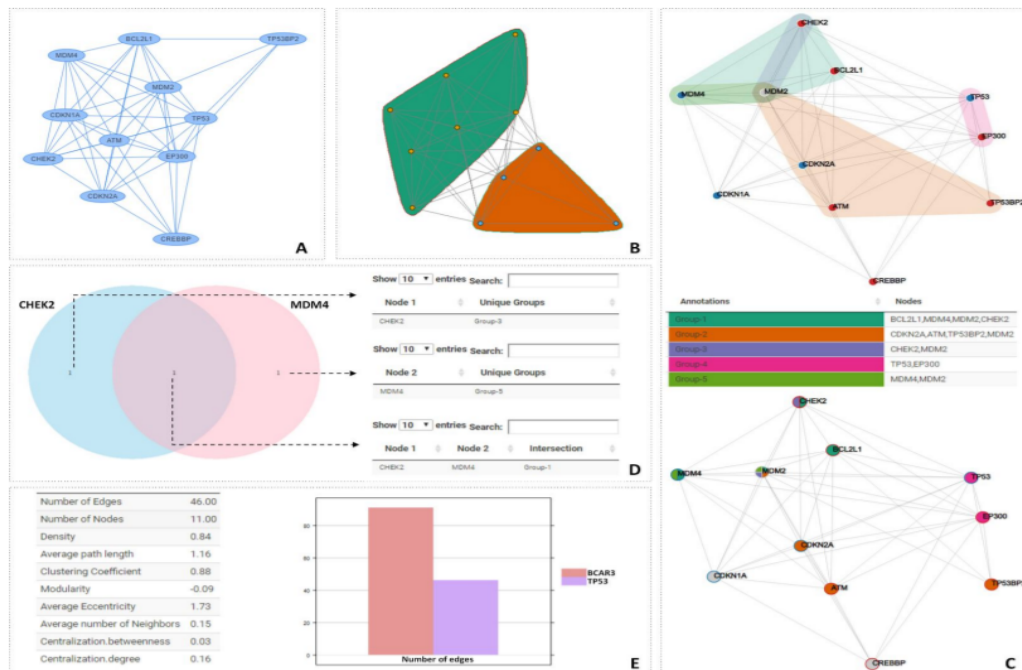 BCL2L1
TP53BP2
MDM4
MDM2
CDKN1A
TP53
ATM
CHEK2
EP300
CDKN2A
CREBBP
A
B
CHEK2
BCL2L1
MDM4
MDM2
TP53
EP300
CDKN2A
CDKN1A
ATM
TP53BP2
CREBBP
Annotations Nodes
Group-1 BCL2L1,MDM4,MDM2,CHEK2
Group-2 CDKN2A,ATM,TP53BP2,MDM2
Group-3 CHEK2,MDM2
Group-4 TP53,EP300
Group-5 MDM4,MDM2
CHEK2
BCL2L1
MDM4
MDM2
TP53
EP300
CDKN2A
CDKN1A
ATM
TP53BP
CREBBP
C
CHEK2
MDM4
1
1
1
Show 10 entries Search:
Node 1 Unique Groups
CHEK2 Group-3
Show 10 entries Search:
Node 2 Unique Groups
MDM4 Group-5
Show 10 entries Search:
Node 1 Node 2 Intersection
CHEK2 MDM4 Group-1
D
Number of Edges 46.00
Number of Nodes 11.00
Density 0.84
Average path length 1.16
Clustering Coefficient 0.88
Modularity -0.09
Average Eccentricity 1.73
Average number of Neighbors 0.15
Centralization.betweenness 0.03
Centralization.degree 0.16
80
60
40
20
0
Number of edges
BCAR3
TP53
E